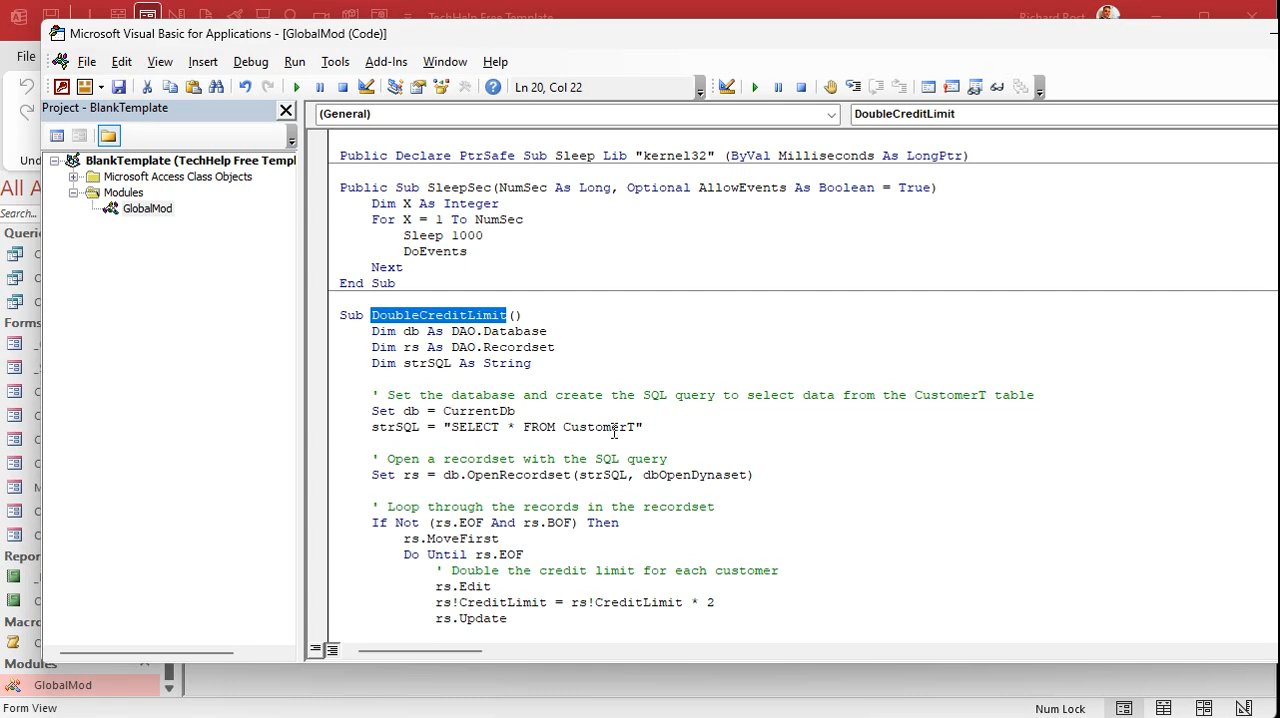 TechHelp Free Template
Richard Rost
Microsoft Visual Basic for Applications - [GlobalMod (Code)]
File
File Edit View Insert Debug Run Tools Add-Ins Window Help
Ln 20, Col 22
Project - BlankTemplate
(General)
DoubleCreditLimit
BlankTemplate (TechHelp Free Templ
Microsoft Access Class Objects
Modules
GlobalMod
Und
All A
Search...
Queri
Forms
Repor
Macro
Modules
GlobalMod
Public Declare PtrSafe Sub Sleep Lib "kernel32" (ByVal Milliseconds As LongPtr)
Public Sub SleepSec(NumSec As Long, Optional AllowEvents As Boolean = True)
Dim X As Integer
For X = 1 To NumSec
Sleep 1000
DoEvents
Next
End Sub
Sub DoubleCreditLimit()
Dim db As DAO.Database
Dim rs As DAO.Recordset
Dim strSQL As String
' Set the database and create the SQL query to select data from the CustomerT table
Set db = CurrentDb
strSQL = "SELECT * FROM CustomerT"
' Open a recordset with the SQL query
Set rs = db.OpenRecordset(strSQL, dbOpenDynaset)
' Loop through the records in the recordset
If Not (rs.EOF And rs.BOF) Then
rs.MoveFirst
Do Until rs.EOF
' Double the credit limit for each customer
rs.Edit
rs!CreditLimit = rs!CreditLimit * 2
rs.Update
Form View
Num Lock